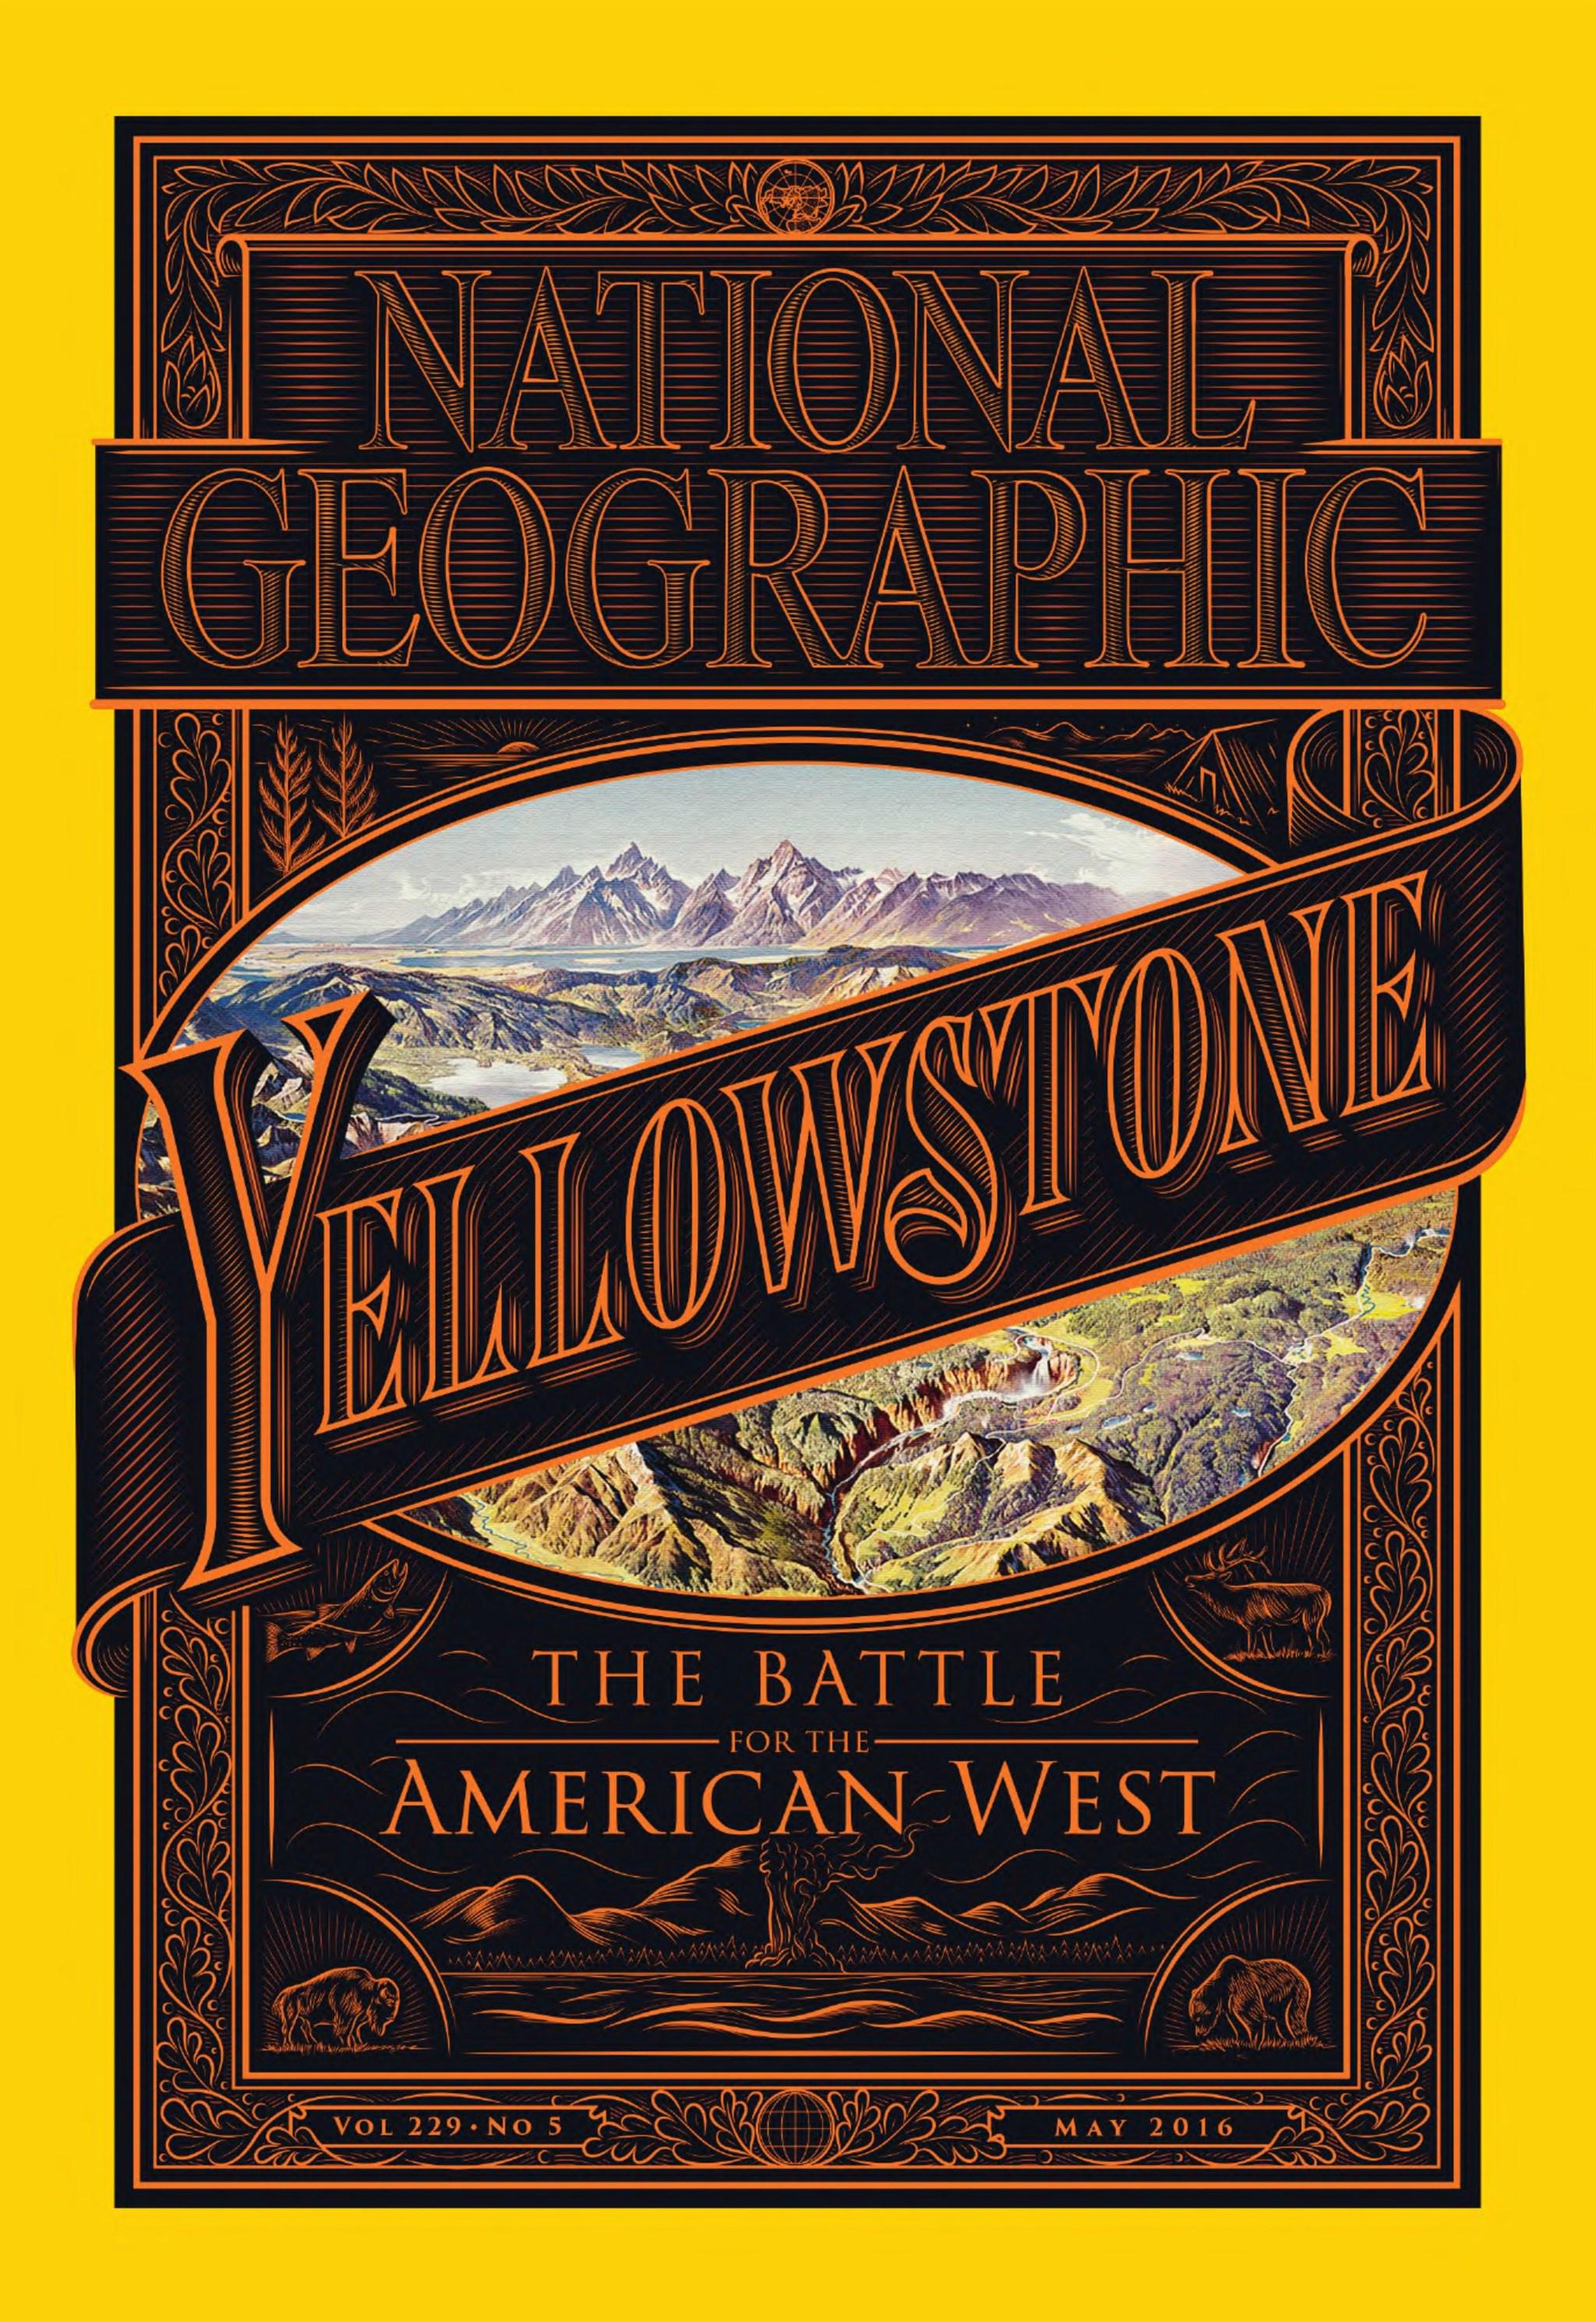 NATIONAL
GEOGRAPHIC
YELLOWSTONE
THE BATTLE
FOR THE
AMERICAN WEST
VOL 229 • NO 5
MAY 2016